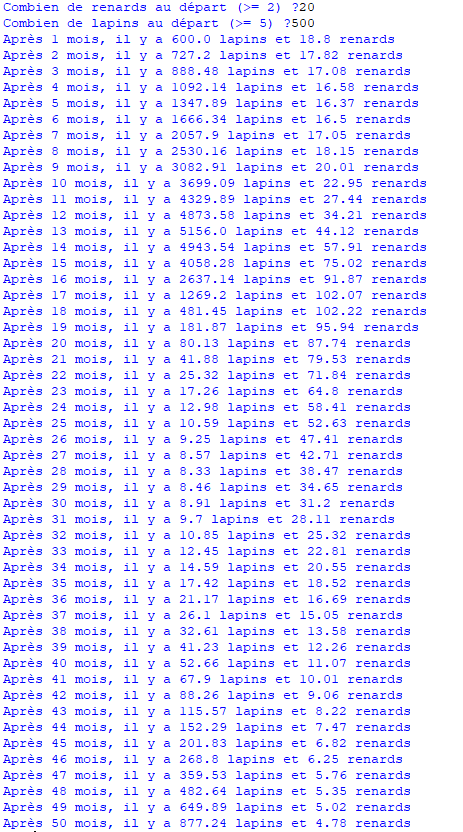 Combien de renards au départ (>= 2) ?20
Combien de lapins au départ (>= 5) ?500
Après 1 mois, il y a 600.0 lapins et 18.8 renards
Après 2 mois, il y a 727.2 lapins et 17.82 renards
Après 3 mois, il y a 888.48 lapins et 17.08 renards
Après 4 mois, il y a 1092.14 lapins et 16.58 renards
Après 5 mois, il y a 1347.89 lapins et 16.37 renards
Après 6 mois, il y a 1666.34 lapins et 16.5 renards
Après 7 mois, il y a 2057.9 lapins et 17.05 renards
Après 8 mois, il y a 2530.16 lapins et 18.15 renards
Après 9 mois, il y a 3082.91 lapins et 20.01 renards
Après 10 mois, il y a 3699.09 lapins et 22.95 renards
Après 11 mois, il y a 4329.89 lapins et 27.44 renards
Après 12 mois, il y a 4873.58 lapins et 34.21 renards
Après 13 mois, il y a 5156.0 lapins et 44.12 renards
Après 14 mois, il y a 4943.54 lapins et 57.91 renards
Après 15 mois, il y a 4058.28 lapins et 75.02 renards
Après 16 mois, il y a 2637.14 lapins et 91.87 renards
Après 17 mois, il y a 1269.2 lapins et 102.07 renards
Après 18 mois, il y a 481.45 lapins et 102.22 renards
Après 19 mois, il y a 181.87 lapins et 95.94 renards
Après 20 mois, il y a 80.13 lapins et 87.74 renards
Après 21 mois, il y a 41.88 lapins et 79.53 renards
Après 22 mois, il y a 25.32 lapins et 71.84 renards
Après 23 mois, il y a 17.26 lapins et 64.8 renards
Après 24 mois, il y a 12.98 lapins et 58.41 renards
Après 25 mois, il y a 10.59 lapins et 52.63 renards
Après 26 mois, il y a 9.25 lapins et 47.41 renards
Après 27 mois, il y a 8.57 lapins et 42.71 renards
Après 28 mois, il y a 8.33 lapins et 38.47 renards
Après 29 mois, il y a 8.46 lapins et 34.65 renards
Après 30 mois, il y a 8.91 lapins et 31.2 renards
Après 31 mois, il y a 9.7 lapins et 28.11 renards
Après 32 mois, il y a 10.85 lapins et 25.32 renards
Après 33 mois, il y a 12.45 lapins et 22.81 renards
Après 34 mois, il y a 14.59 lapins et 20.55 renards
Après 35 mois, il y a 17.42 lapins et 18.52 renards
Après 36 mois, il y a 21.17 lapins et 16.69 renards
Après 37 mois, il y a 26.1 lapins et 15.05 renards
Après 38 mois, il y a 32.61 lapins et 13.58 renards
Après 39 mois, il y a 41.23 lapins et 12.26 renards
Après 40 mois, il y a 52.66 lapins et 11.07 renards
Après 41 mois, il y a 67.9 lapins et 10.01 renards
Après 42 mois, il y a 88.26 lapins et 9.06 renards
Après 43 mois, il y a 115.57 lapins et 8.22 renards
Après 44 mois, il y a 152.29 lapins et 7.47 renards
Après 45 mois, il y a 201.83 lapins et 6.82 renards
Après 46 mois, il y a 268.8 lapins et 6.25 renards
Après 47 mois, il y a 359.53 lapins et 5.76 renards
Après 48 mois, il y a 482.64 lapins et 5.35 renards
Après 49 mois, il y a 649.89 lapins et 5.02 renards
Après 50 mois, il y a 877.24 lapins et 4.78 renards